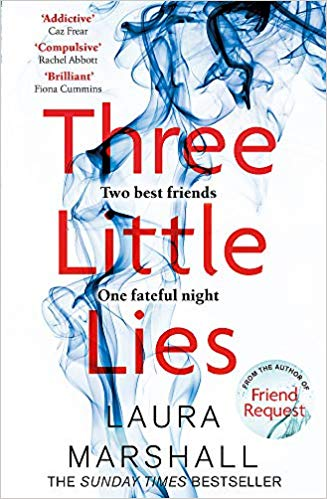 ‘Addictive’
Caz Frear
‘Compulsive’
Rachel Abbott
‘Brilliant’
Fiona Cummins
Three
Two best friends
Little
One fateful night
Lies
FROM THE AUTHOR OF
Friend
Request
LAURA
MARSHALL
THE SUNDAY TIMES BESTSELLER